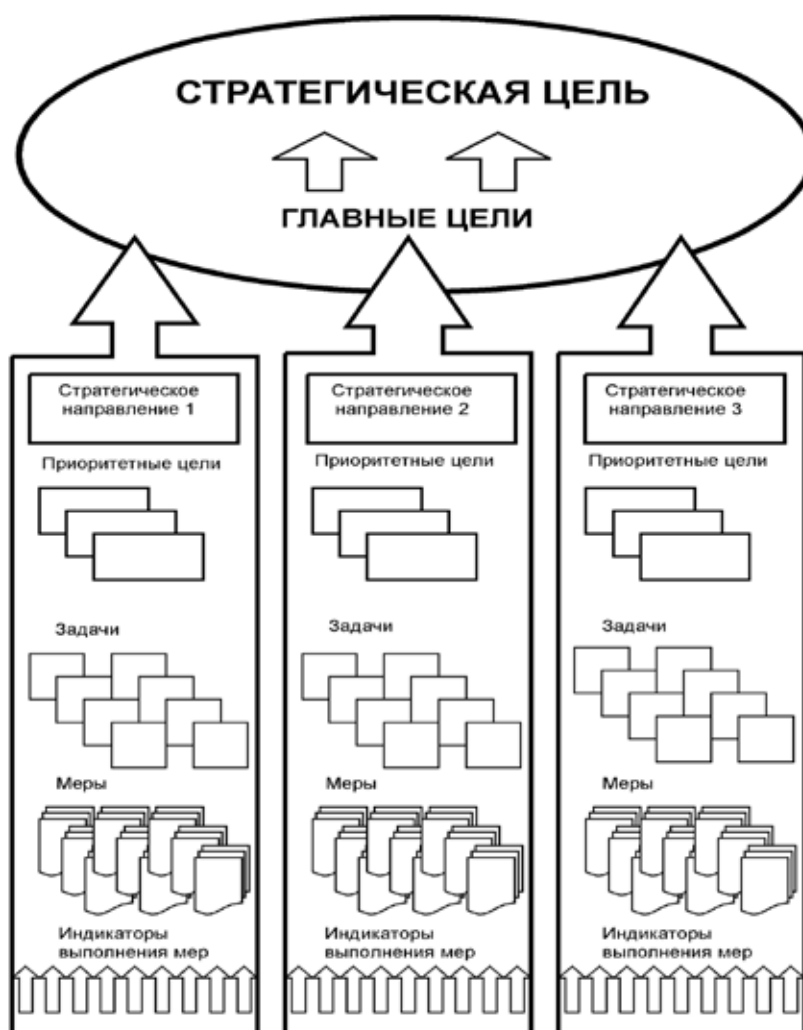 СТРАТЕГИЧЕСКАЯ ЦЕЛЬ
ГЛАВНЫЕ ЦЕЛИ
Стратегическое
направление 1
Приоритетные цели
Задачи
Меры
Индикаторы
выполнения мер
Стратегическое
направление 2
Приоритетные цели
Задачи
Меры
Индикаторы
выполнения мер
Стратегическое
направление 3
Приоритетные цели
Задачи
Меры
Индикаторы
выполнения мер